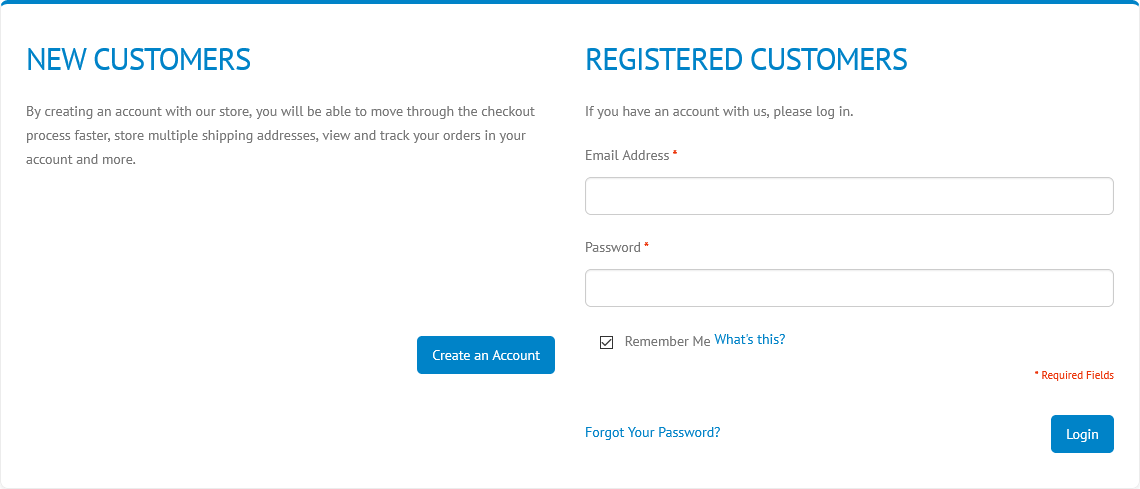 NEW CUSTOMERS
By creating an account with our store, you will be able to move through the checkout
process faster, store multiple shipping addresses, view and track your orders in your
account and more.
Create an Account
REGISTERED CUSTOMERS
If you have an account with us, please log in.
Email Address *
Password *
Remember Me What's this?
* Required Fields
Forgot Your Password?
Login